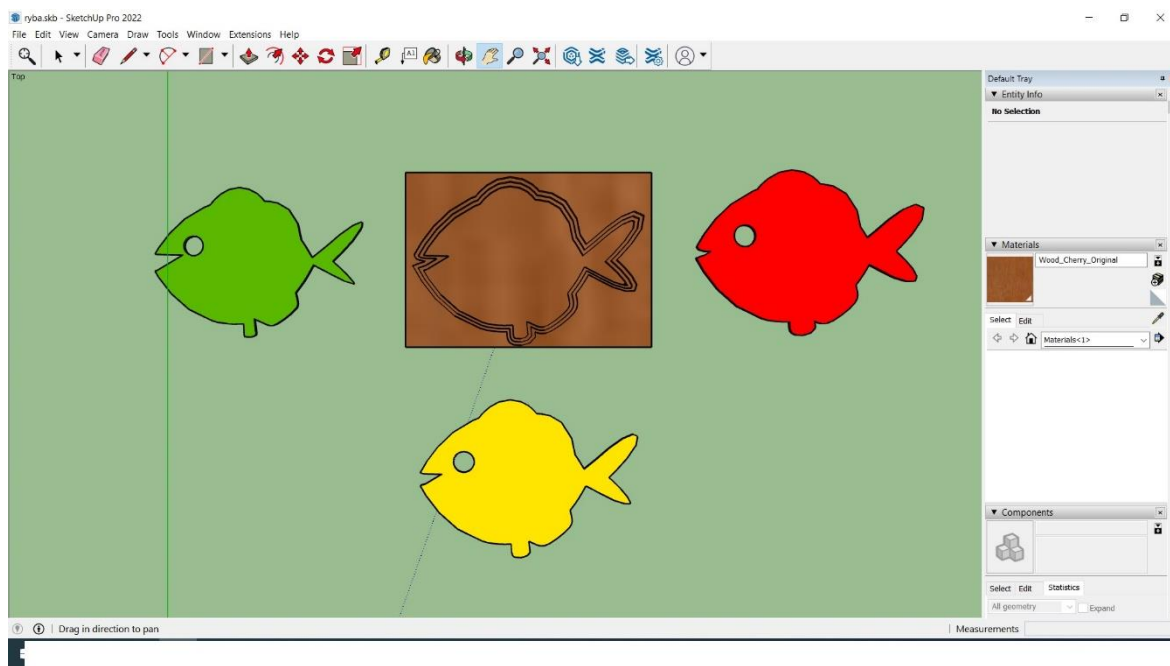 ryba.skb - SketchUp Pro 2022
File Edit View Camera Draw Tools Window Extensions Help
A1
Top
Default Tray
Entity Info
No Selection
Materials
Wood_Cherry_Original
Select Edit
Materials<1>
Components
Select Edit Statistics
All geometry Expand
Drag in direction to pan
Measurements